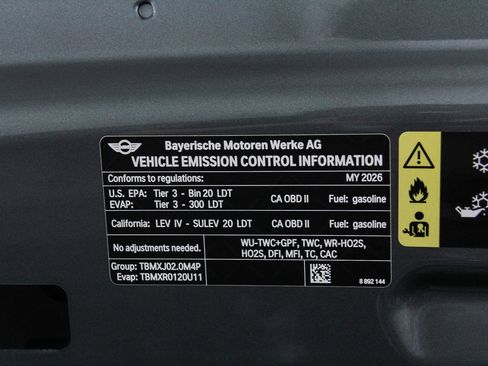 MINI
Bayerische Motoren Werke AG
VEHICLE EMISSION CONTROL INFORMATION
Conforms to regulations: MY 2026
U.S. EPA: Tier 3 - Bin 20 LDT CA OBD II Fuel: gasoline
EVAP: Tier 3 - 300 LDT
California: LEV IV - SULEV 20 LDT CA OBD II Fuel: gasoline
No adjustments needed.
WU-TWC+GPF, TWC, WR-HO2S,
HO2S, DFI, MFI, TC, CAC
Group: TBMXJ02.0M4P
Evap: TBMXR0120U11
8 892 144